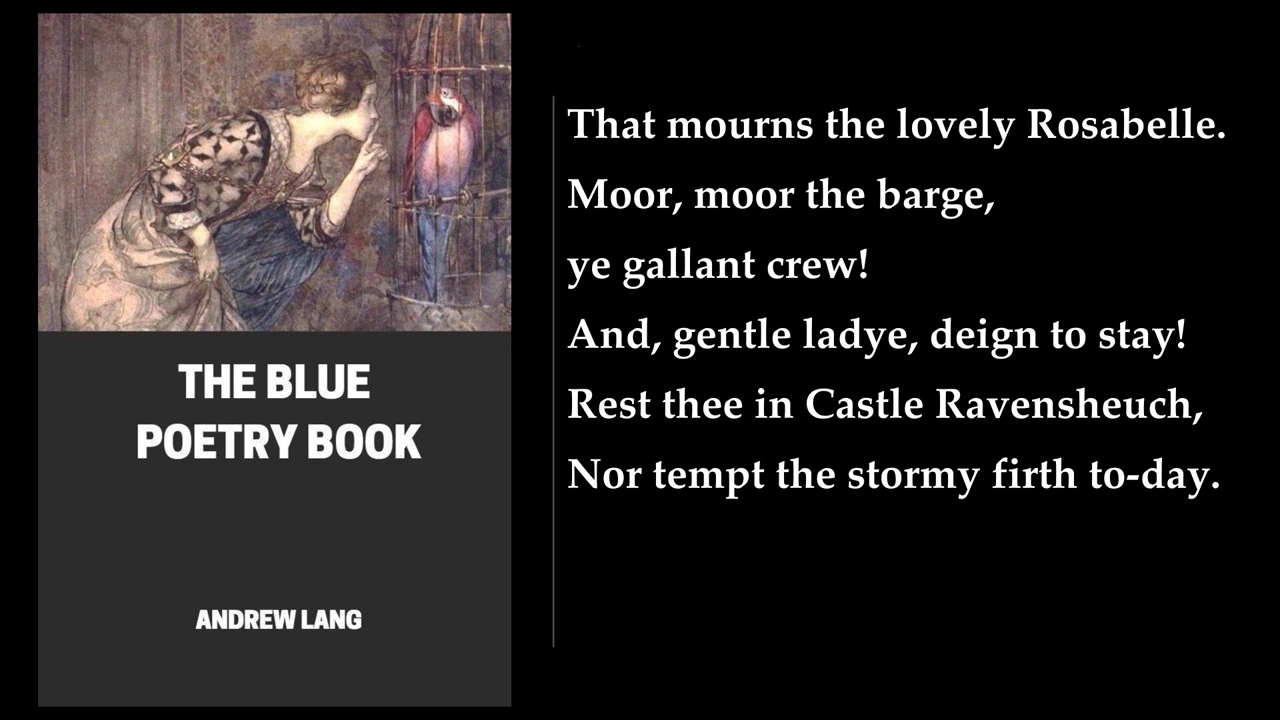 THE BLUE
POETRY BOOK
ANDREW LANG
That mourns the lovely Rosabelle.
Moor, moor the barge,
ye gallant crew!
And, gentle ladye, deign to stay!
Rest thee in Castle Ravensheuch,
Nor tempt the stormy firth to-day.